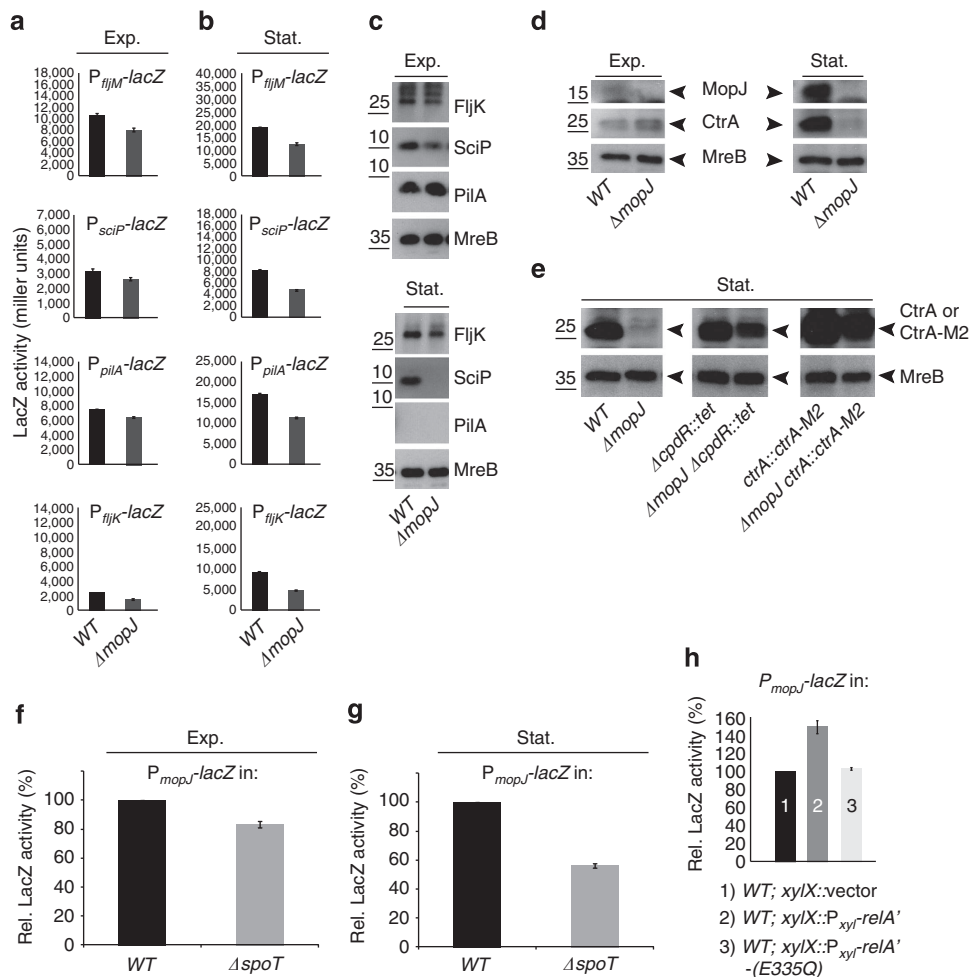 a
Exp.
LacZ activity (miller units)
PfljM-lacZ
18,000
16,000
14,000
12,000
10,000
8,000
6,000
4,000
2,000
0
PsciP-lacZ
7,000
6,000
5,000
4,000
3,000
2,000
1,000
0
PpilA-lacZ
14,000
12,000
10,000
8,000
6,000
4,000
2,000
0
PfljK-lacZ
14,000
12,000
10,000
8,000
6,000
4,000
2,000
0
WT
ΔmopJ
b
Stat.
PfljM-lacZ
40,000
35,000
30,000
25,000
20,000
15,000
10,000
5,000
0
PsciP-lacZ
18,000
16,000
14,000
12,000
10,000
8,000
6,000
4,000
2,000
0
PpilA-lacZ
25,000
20,000
15,000
10,000
5,000
0
PfljK-lacZ
25,000
20,000
15,000
10,000
5,000
0
WT
ΔmopJ
c
Exp.
25
FljK
10
SciP
10
PilA
35
MreB
Stat.
25
FljK
10
SciP
10
PilA
35
MreB
WT
ΔmopJ
d
Exp.
Stat.
15
MopJ
25
CtrA
35
MreB
WT
ΔmopJ
WT
ΔmopJ
e
Stat.
25
CtrA or
CtrA-M2
35
MreB
WT
ΔmopJ
ΔcpdR::tet
ΔmopJ ΔcpdR::tet
ctrA::ctrA-M2
ΔmopJ ctrA::ctrA-M2
f
Exp.
PmopJ-lacZ in:
Rel. LacZ activity (%)
100
80
60
40
20
0
WT
ΔspoT
g
Stat.
PmopJ-lacZ in:
Rel. LacZ activity (%)
100
80
60
40
20
0
WT
ΔspoT
h
PmopJ-lacZ in:
Rel. LacZ activity (%)
160
140
120
100
80
60
40
20
0
1
2
3
1) WT; xylX::vector
2) WT; xylX::Pxyl-relA'
3) WT; xylX::Pxyl-relA'
-(E335Q)